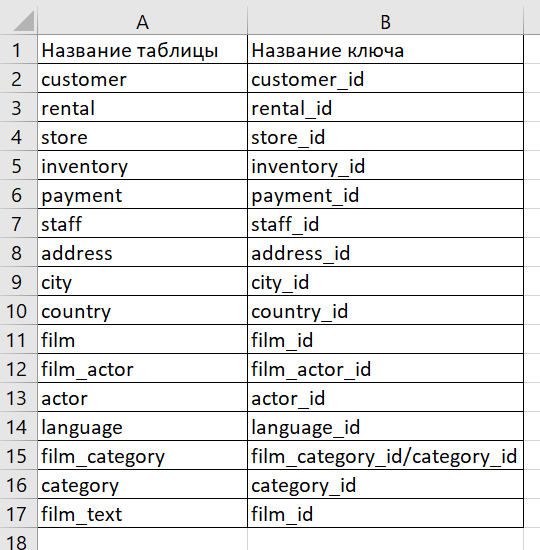 A B
1 Название таблицы Название ключа
2 customer customer_id
3 rental rental_id
4 store store_id
5 inventory inventory_id
6 payment payment_id
7 staff staff_id
8 address address_id
9 city city_id
10 country country_id
11 film film_id
12 film_actor film_actor_id
13 actor actor_id
14 language language_id
15 film_category film_category_id/category_id
16 category category_id
17 film_text film_id
18